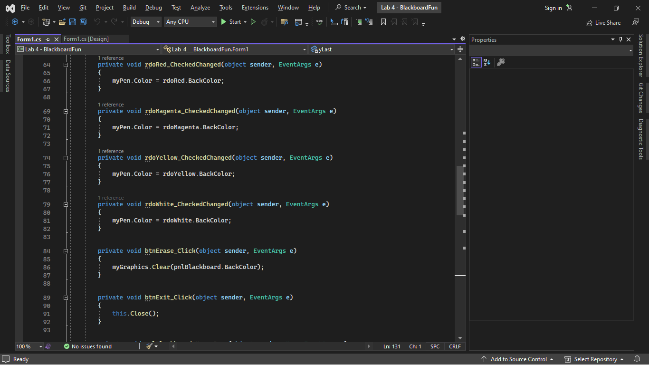 File Edit View Git Project Build Debug Test Analyze Tools Extensions Window Help Search Lab 4 - BlackboardFun Sign in
Debug Any CPU Start Live Share
Form1.cs Form1.cs [Design]
Lab 4 - BlackboardFun Lab_4___BlackboardFun.Form1 yLast
1 reference
64 private void rdoRed_CheckedChanged(object sender, EventArgs e)
65 {
66 myPen.Color = rdoRed.BackColor;
67 }
68
1 reference
69 private void rdoMagenta_CheckedChanged(object sender, EventArgs e)
70 {
71 myPen.Color = rdoMagenta.BackColor;
72 }
73
1 reference
74 private void rdoYellow_CheckedChanged(object sender, EventArgs e)
75 {
76 myPen.Color = rdoYellow.BackColor;
77 }
78
1 reference
79 private void rdoWhite_CheckedChanged(object sender, EventArgs e)
80 {
81 myPen.Color = rdoWhite.BackColor;
82 }
83
84 private void btnErase_Click(object sender, EventArgs e)
85 {
86 myGraphics.Clear(pnlBlackboard.BackColor);
87 }
88
89 private void btnExit_Click(object sender, EventArgs e)
90 {
91 this.Close();
92 }
93
100 % No issues found Ln: 131 Ch: 1 SPC CRLF
Ready Add to Source Control Select Repository
Toolbox
Data Sources
Properties
Solution Explorer
Git Changes
Diagnostic Tools